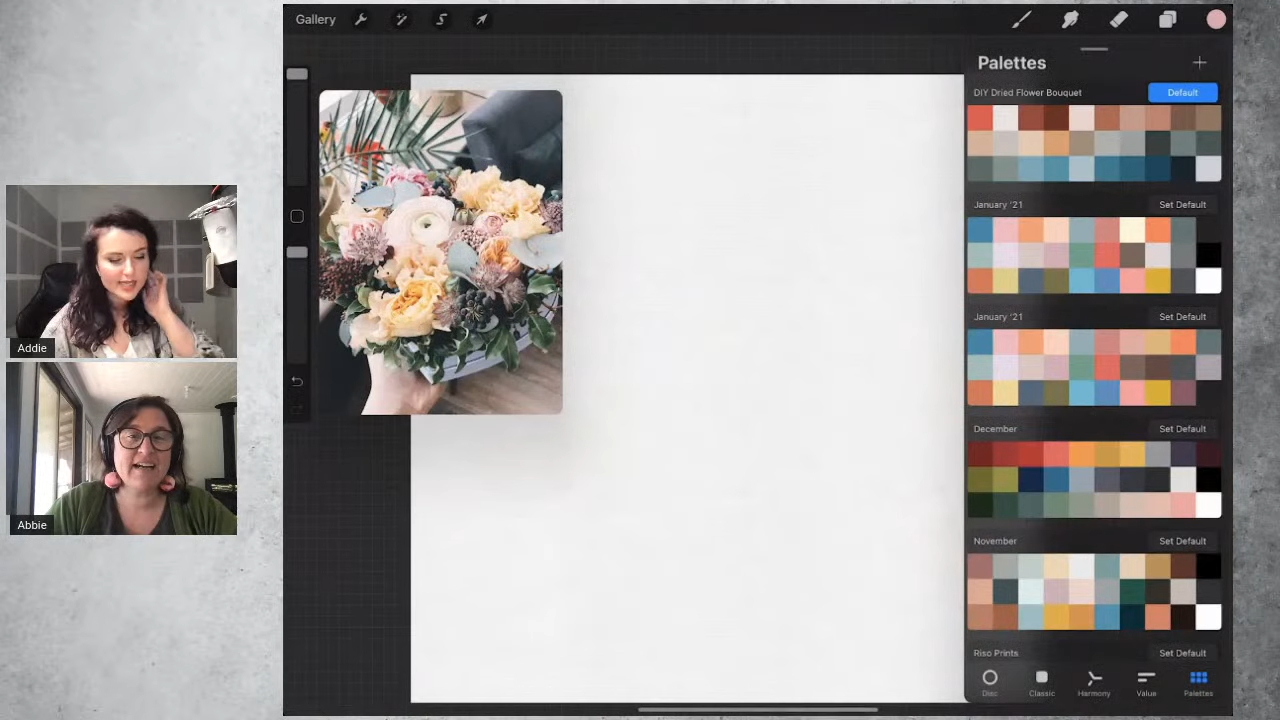 Gallery
Palettes
DIY Dried Flower Bouquet
Default
January '21
Set Default
January '21
Set Default
December
Set Default
November
Set Default
Riso Prints
Set Default
Disc
Classic
Harmony
Value
Palettes
Addie
Abbie